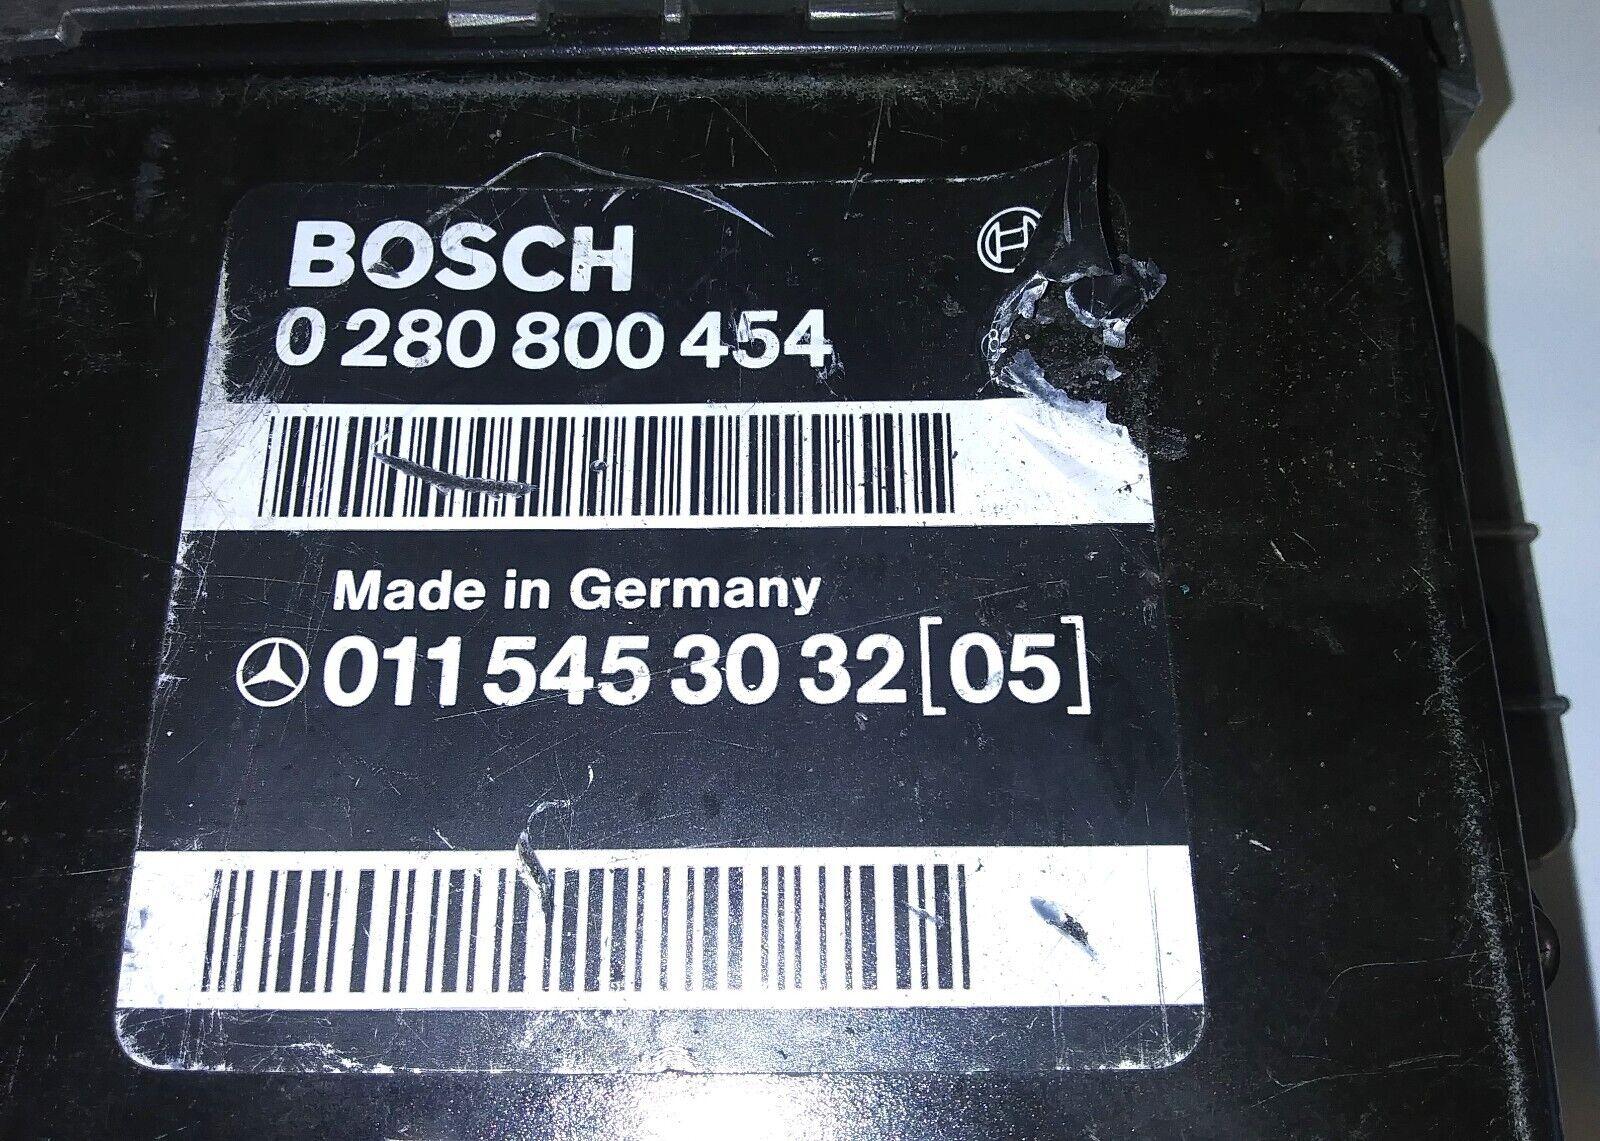 BOSCH
0 280 800 454
Made in Germany
011 545 30 32 [05]